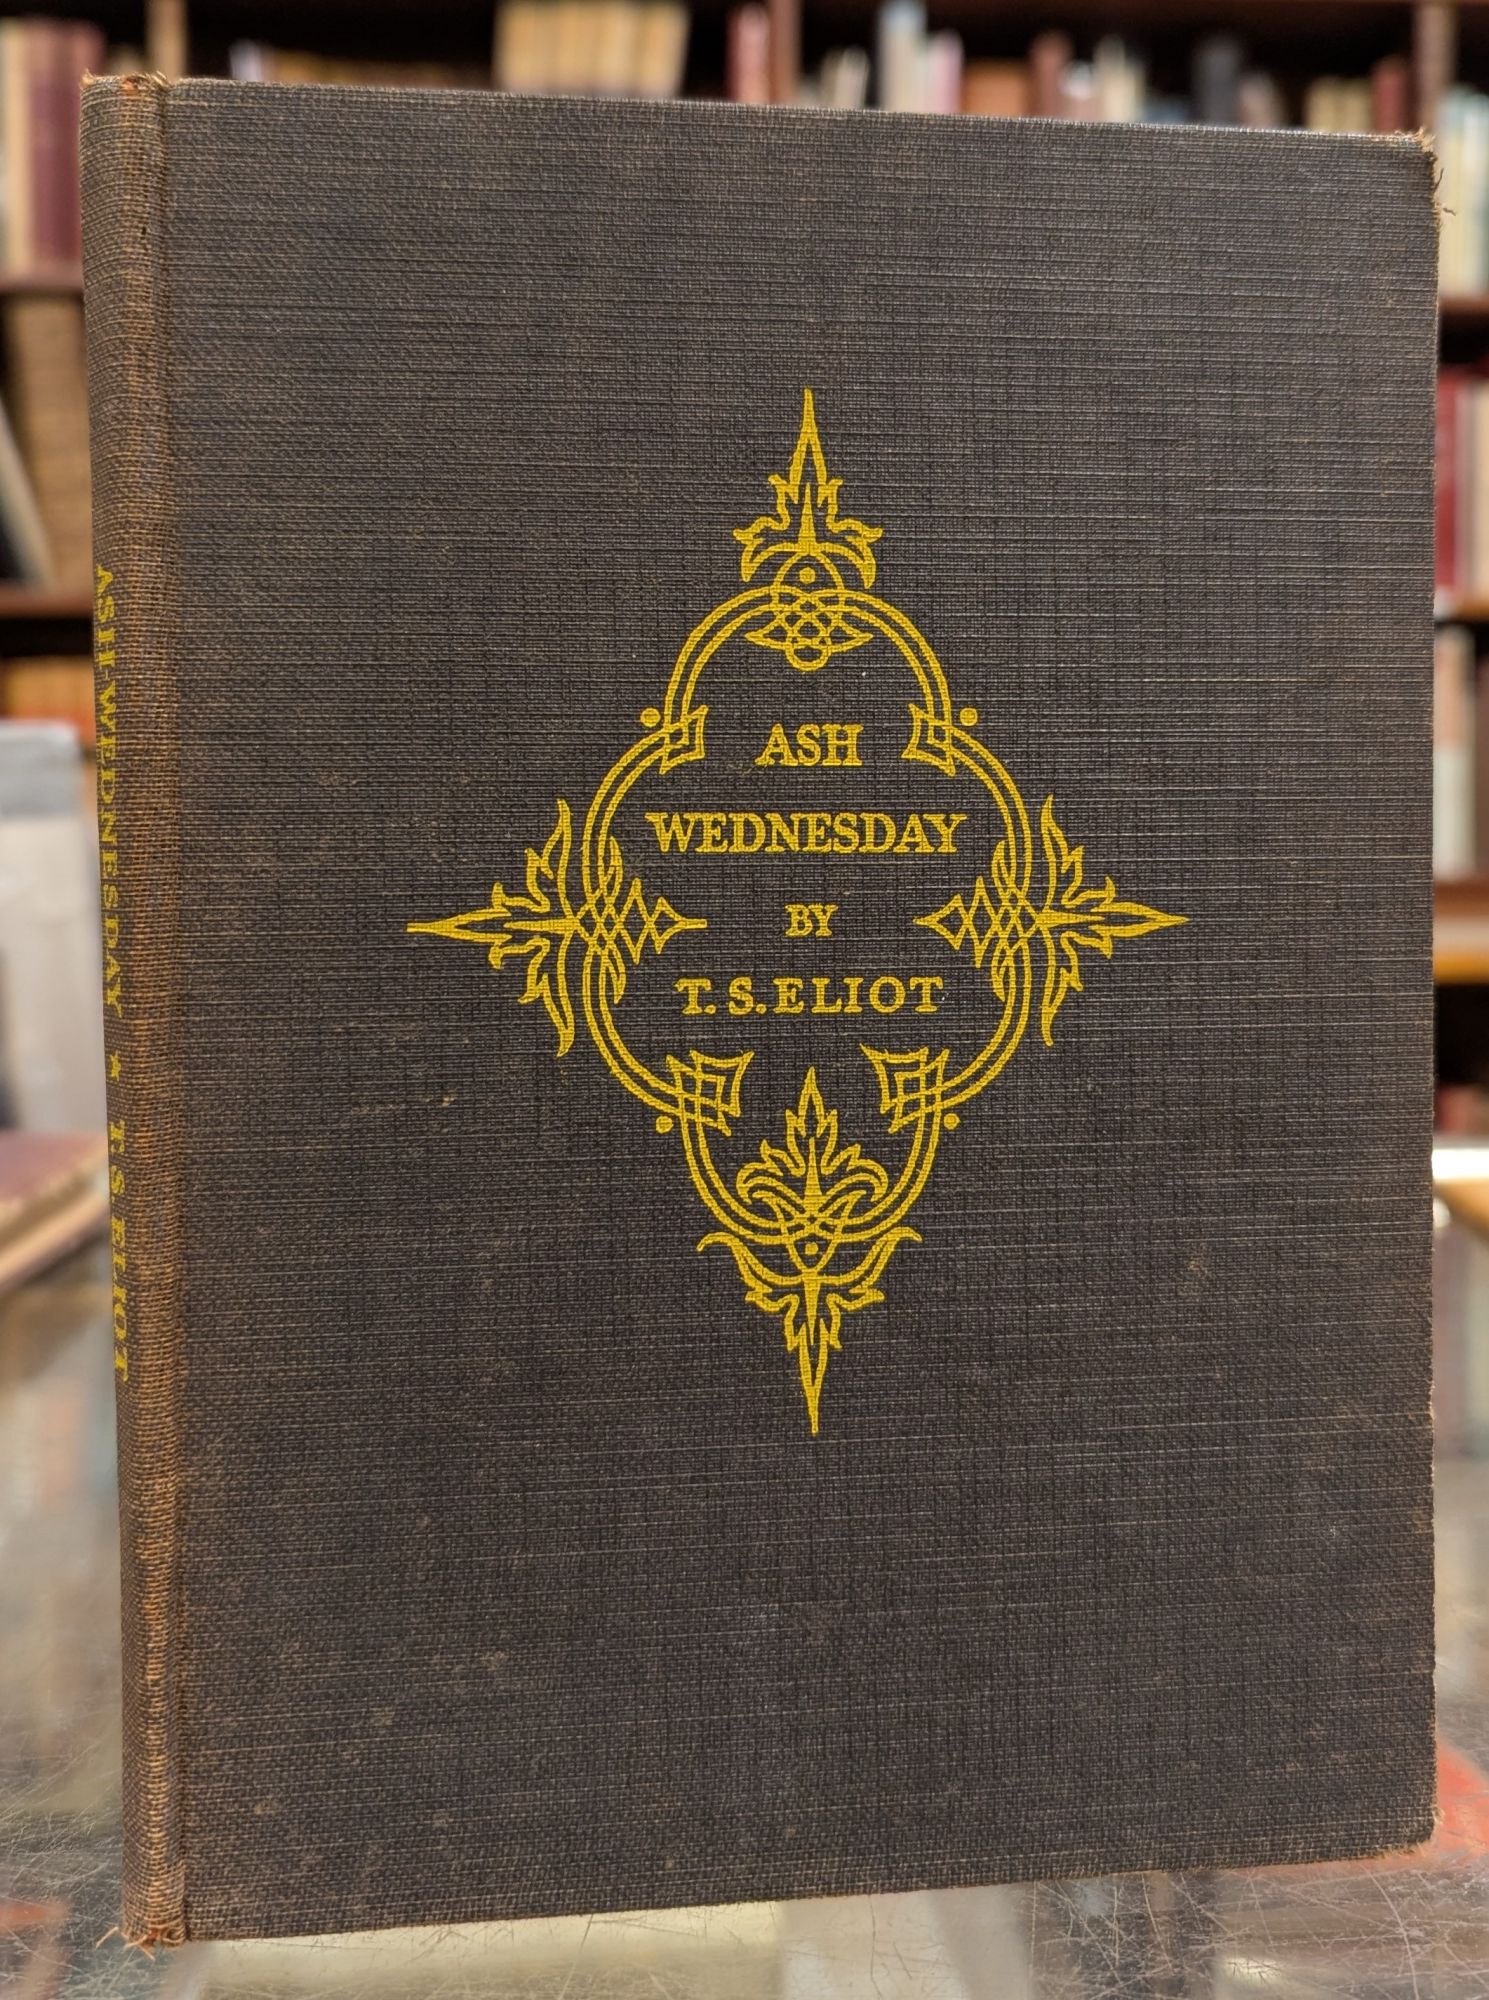 ASH
WEDNESDAY
BY
T. S. ELIOT
ASH-WEDNESDAY ★ T S ELIOT